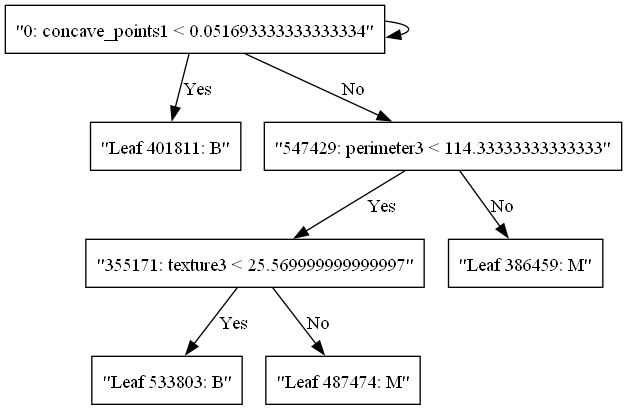 "0: concave_points1 < 0.051693333333333334"
Yes
No
"Leaf 401811: B"
"547429: perimeter3 < 114.33333333333333"
Yes
No
"355171: texture3 < 25.569999999999997"
"Leaf 386459: M"
Yes
No
"Leaf 533803: B"
"Leaf 487474: M"